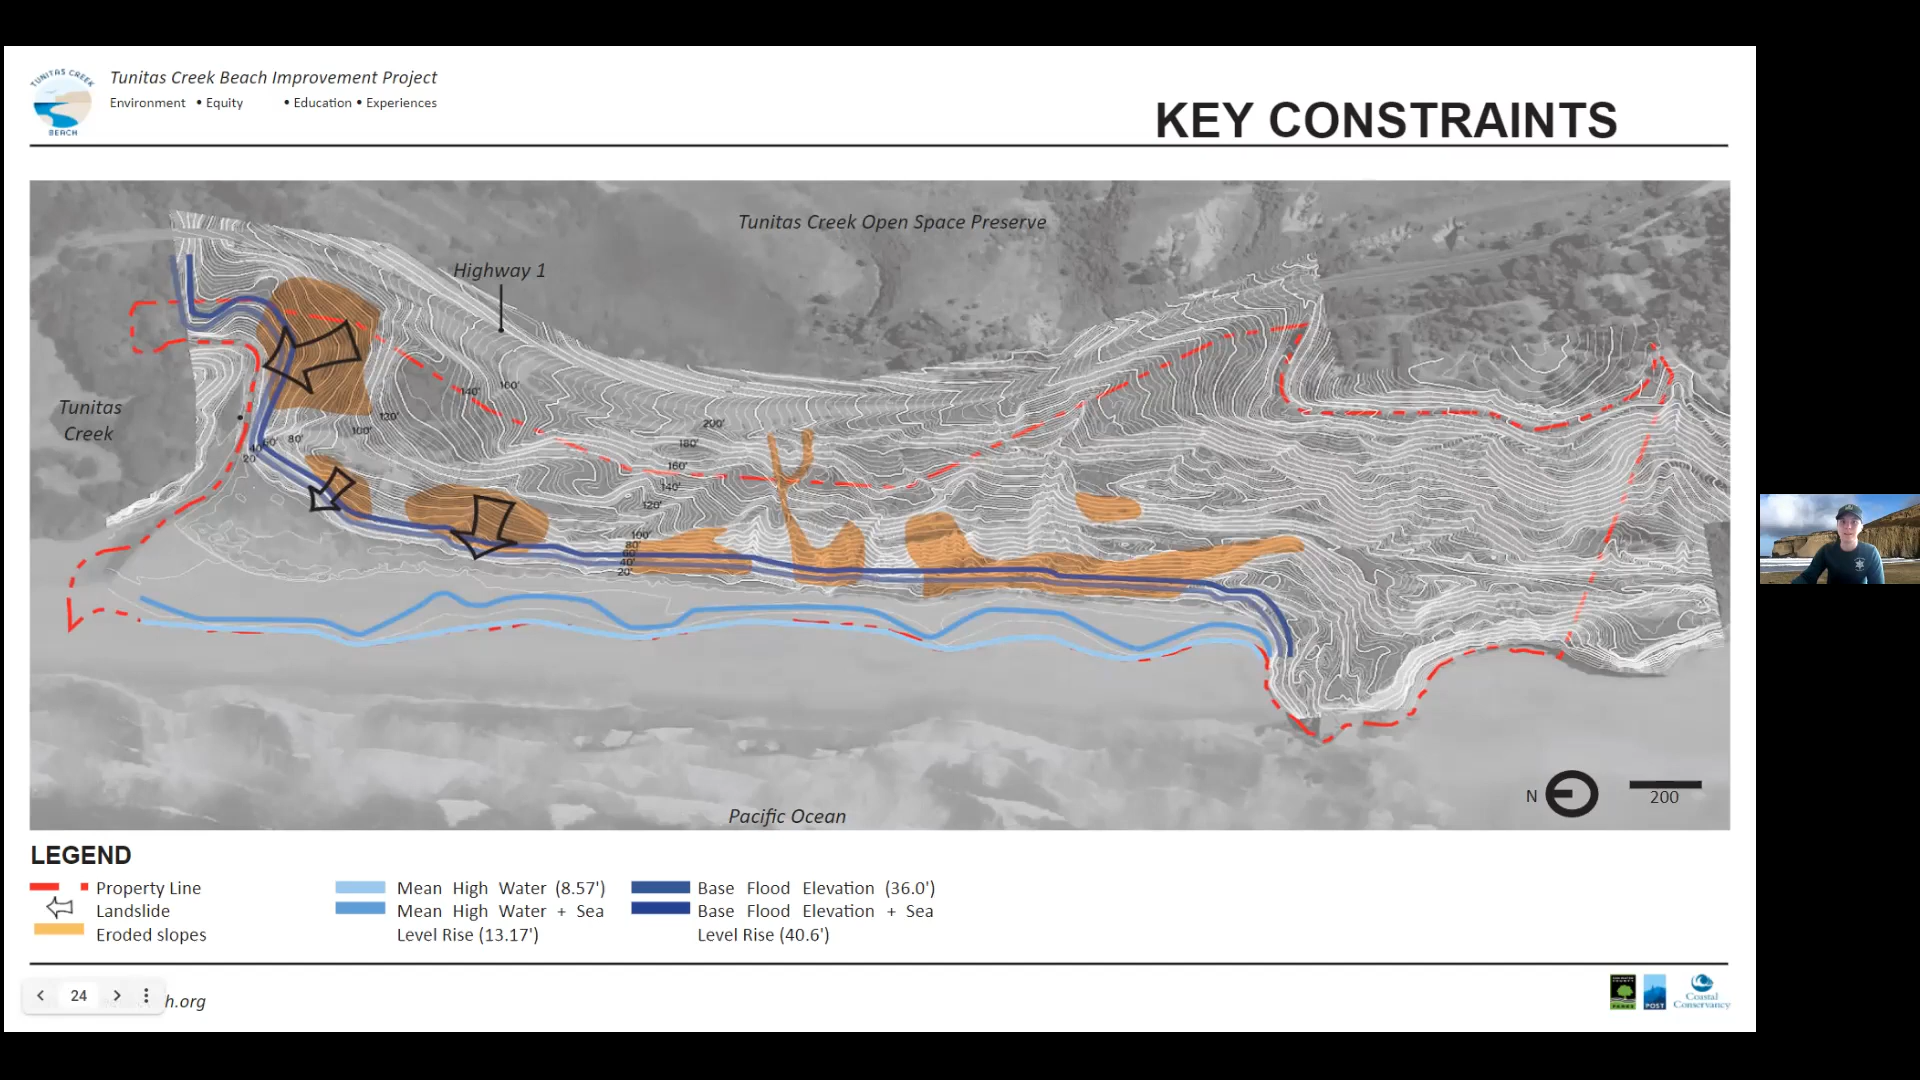 TUNITAS CREEK
BEACH
Tunitas Creek Beach Improvement Project
Environment • Equity • Education • Experiences
KEY CONSTRAINTS
Tunitas Creek Open Space Preserve
Highway 1
Tunitas
Creek
140'
160'
120'
100'
80'
60'
40'
20'
200'
180'
160'
140'
120'
100'
80'
60'
40'
20'
Pacific Ocean
N
200
LEGEND
Property Line
Landslide
Eroded slopes
Mean High Water (8.57')
Mean High Water + Sea
Level Rise (13.17')
Base Flood Elevation (36.0')
Base Flood Elevation + Sea
Level Rise (40.6')
24
h.org
PARKS
POST
Coastal
Conservancy